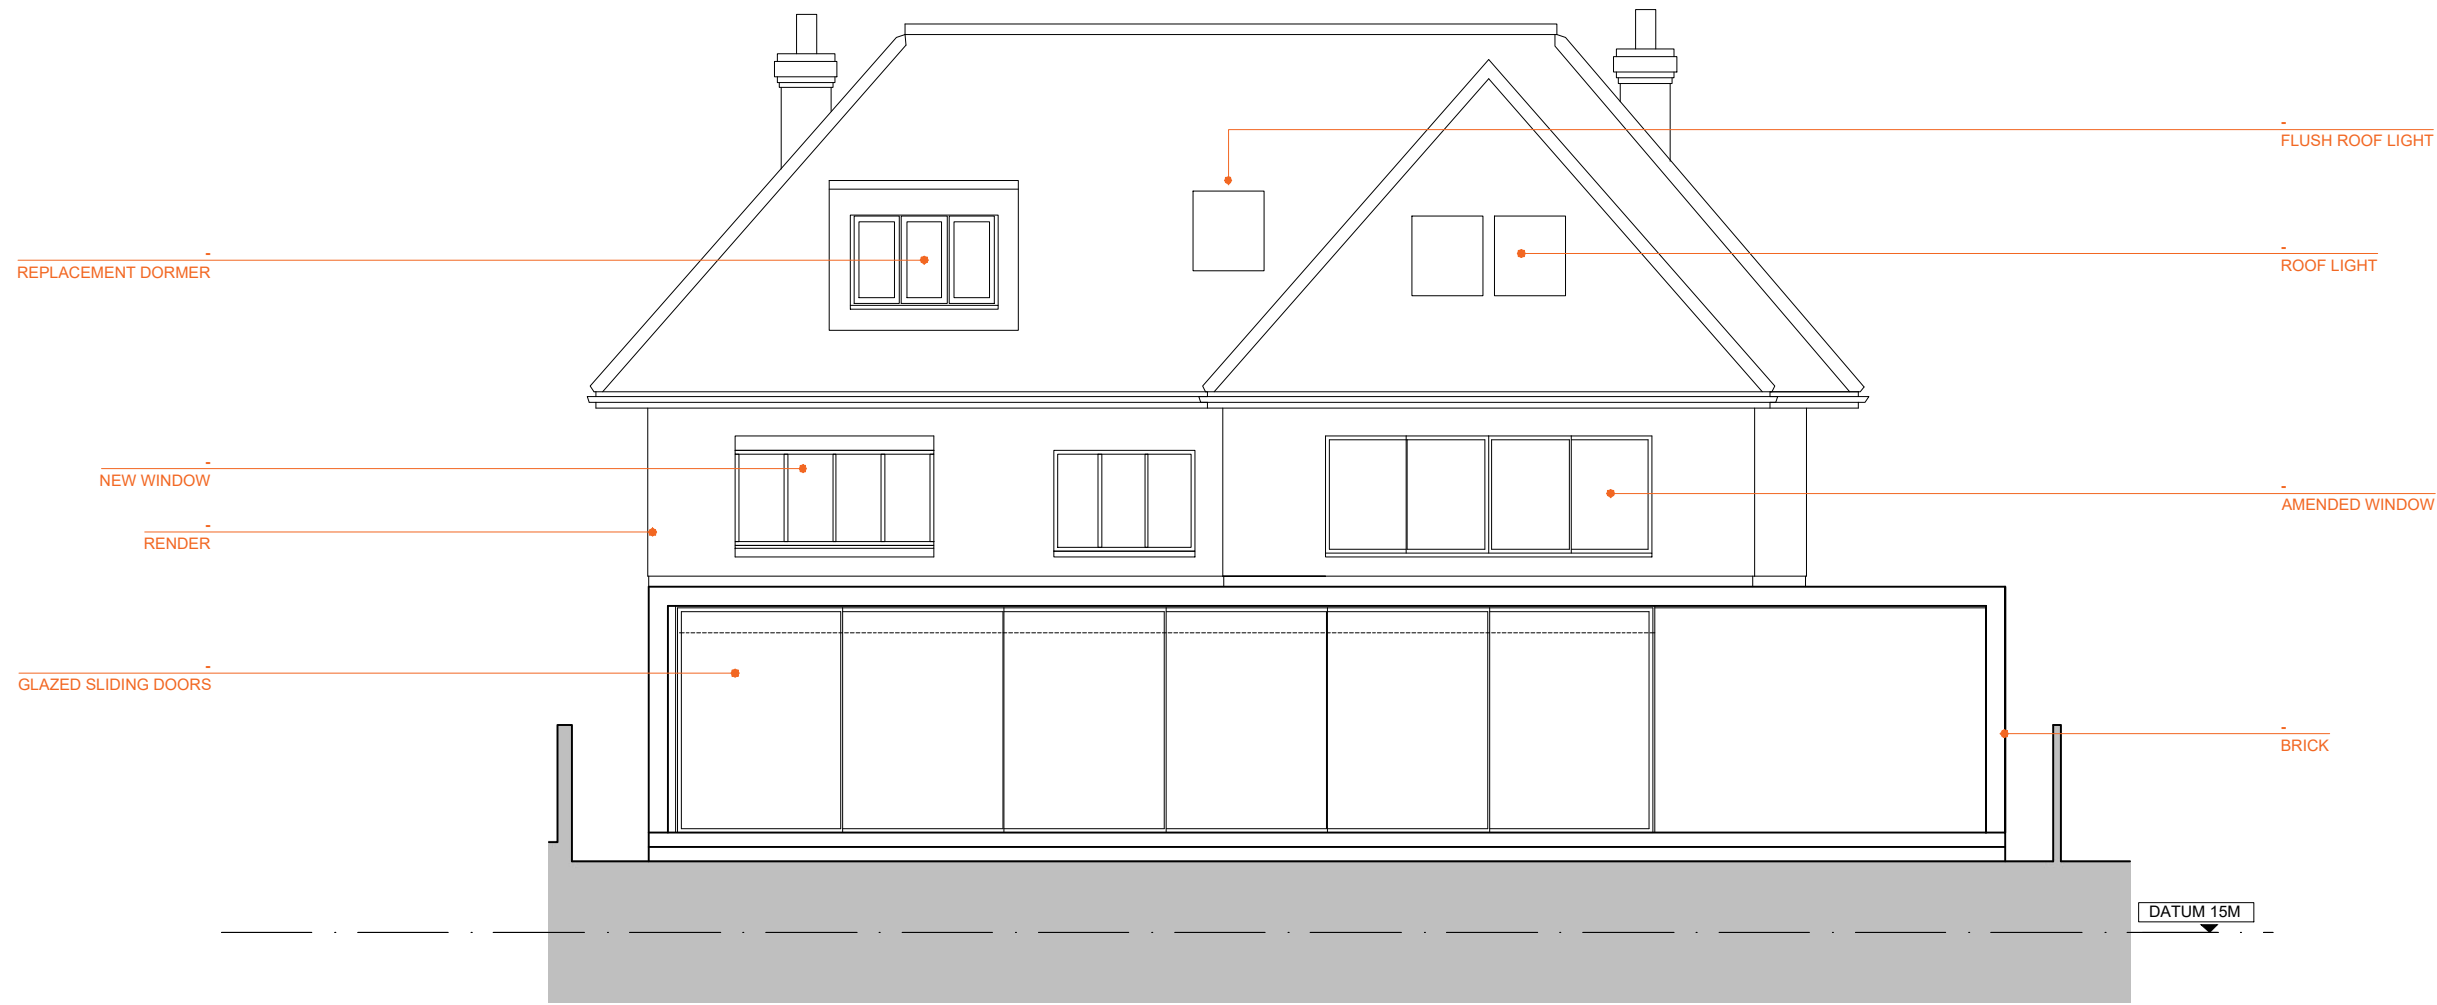 -
FLUSH ROOF LIGHT
-
REPLACEMENT DORMER
-
ROOF LIGHT
-
NEW WINDOW
-
AMENDED WINDOW
-
RENDER
-
GLAZED SLIDING DOORS
-
BRICK
DATUM 15M